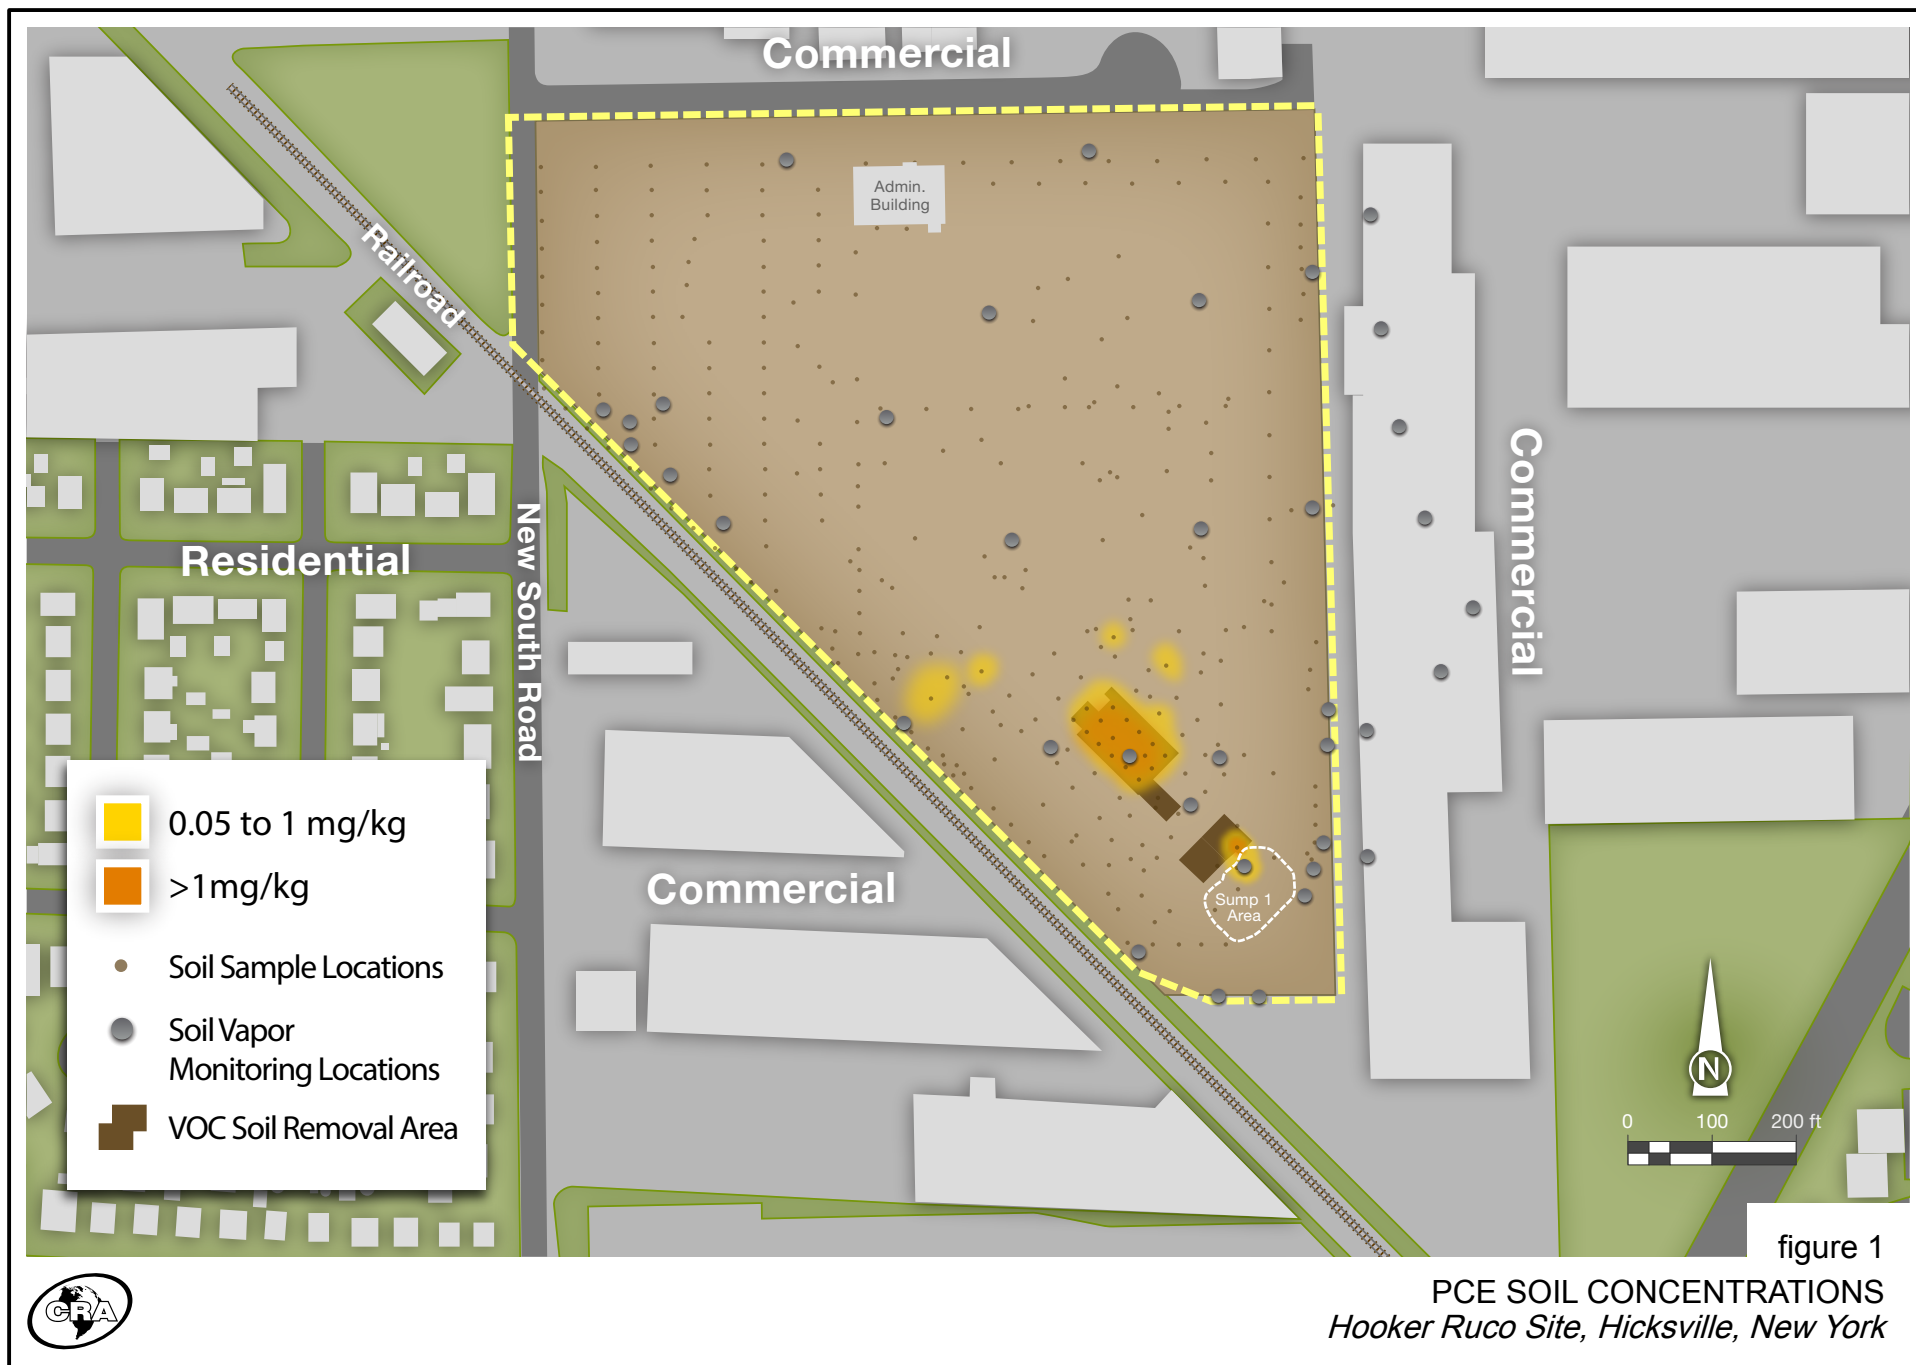 Commercial
Admin.
Building
Railroad
Commercial
Residential
New South Road
Commercial
Sump 1
Area
0.05 to 1 mg/kg
>1mg/kg
Soil Sample Locations
Soil Vapor
Monitoring Locations
VOC Soil Removal Area
N
0 100 200 ft
figure 1
PCE SOIL CONCENTRATIONS
Hooker Ruco Site, Hicksville, New York
CRA